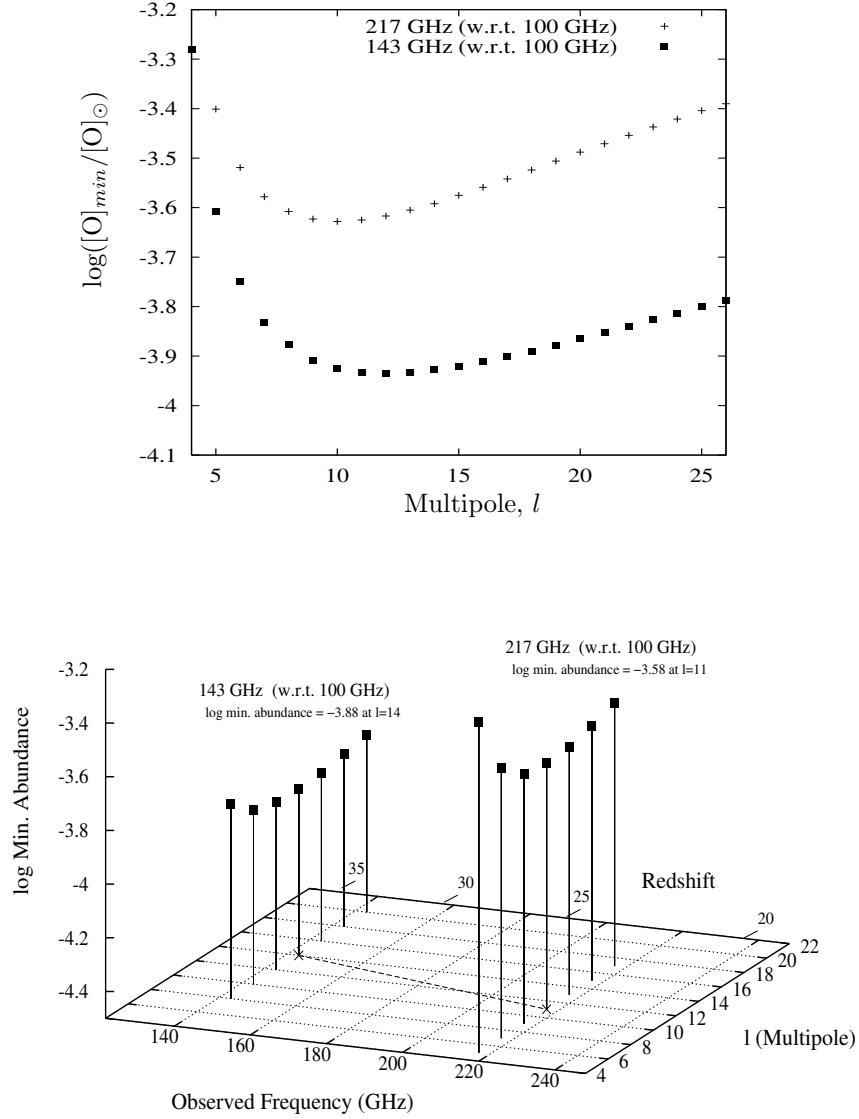 217 GHz (w.r.t. 100 GHz)
143 GHz (w.r.t. 100 GHz)
-3.2
-3.3
-3.4
-3.5
-3.6
-3.7
-3.8
-3.9
-4
-4.1
log([O]min/[O]⊙)
5 10 15 20 25
Multipole, l
217 GHz (w.r.t. 100 GHz)
log min. abundance = −3.58 at l=11
143 GHz (w.r.t. 100 GHz)
log min. abundance = −3.88 at l=14
-3.2
-3.4
-3.6
-3.8
-4
-4.2
-4.4
log Min. Abundance
35 30 25 20
Redshift
140 160 180 200 220 240
Observed Frequency (GHz)
4 6 8 10 12 14 16 18 20 22
l (Multipole)